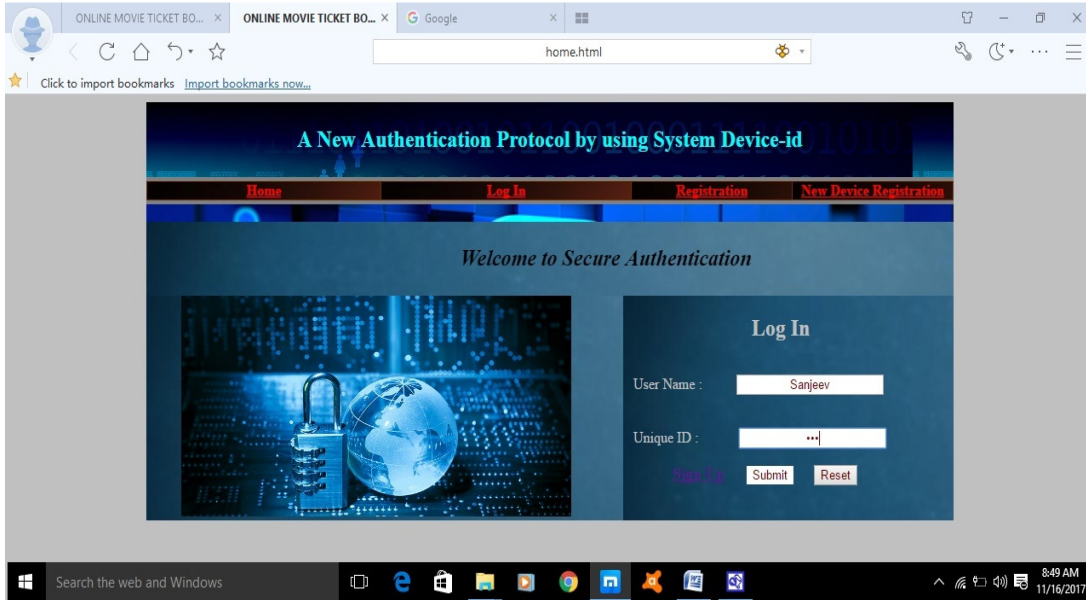 ONLINE MOVIE TICKET BO... ONLINE MOVIE TICKET BO... Google
home.html
Click to import bookmarks Import bookmarks now...
A New Authentication Protocol by using System Device-id
Home Log In Registration New Device Registration
Welcome to Secure Authentication
Log In
User Name : Sanjeev
Unique ID : •••
Sign Up Submit Reset
Search the web and Windows
8:49 AM
11/16/2017